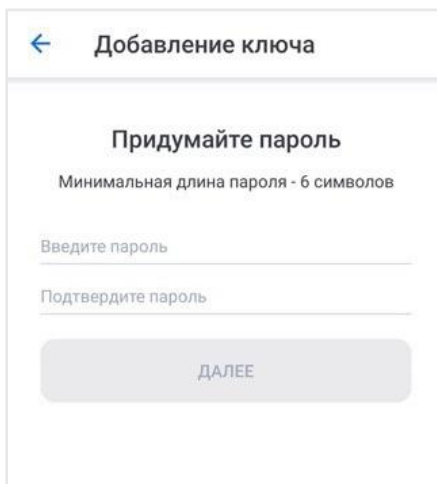 Добавление ключа
Придумайте пароль
Минимальная длина пароля - 6 символов
Введите пароль
Подтвердите пароль
ДАЛЕЕ